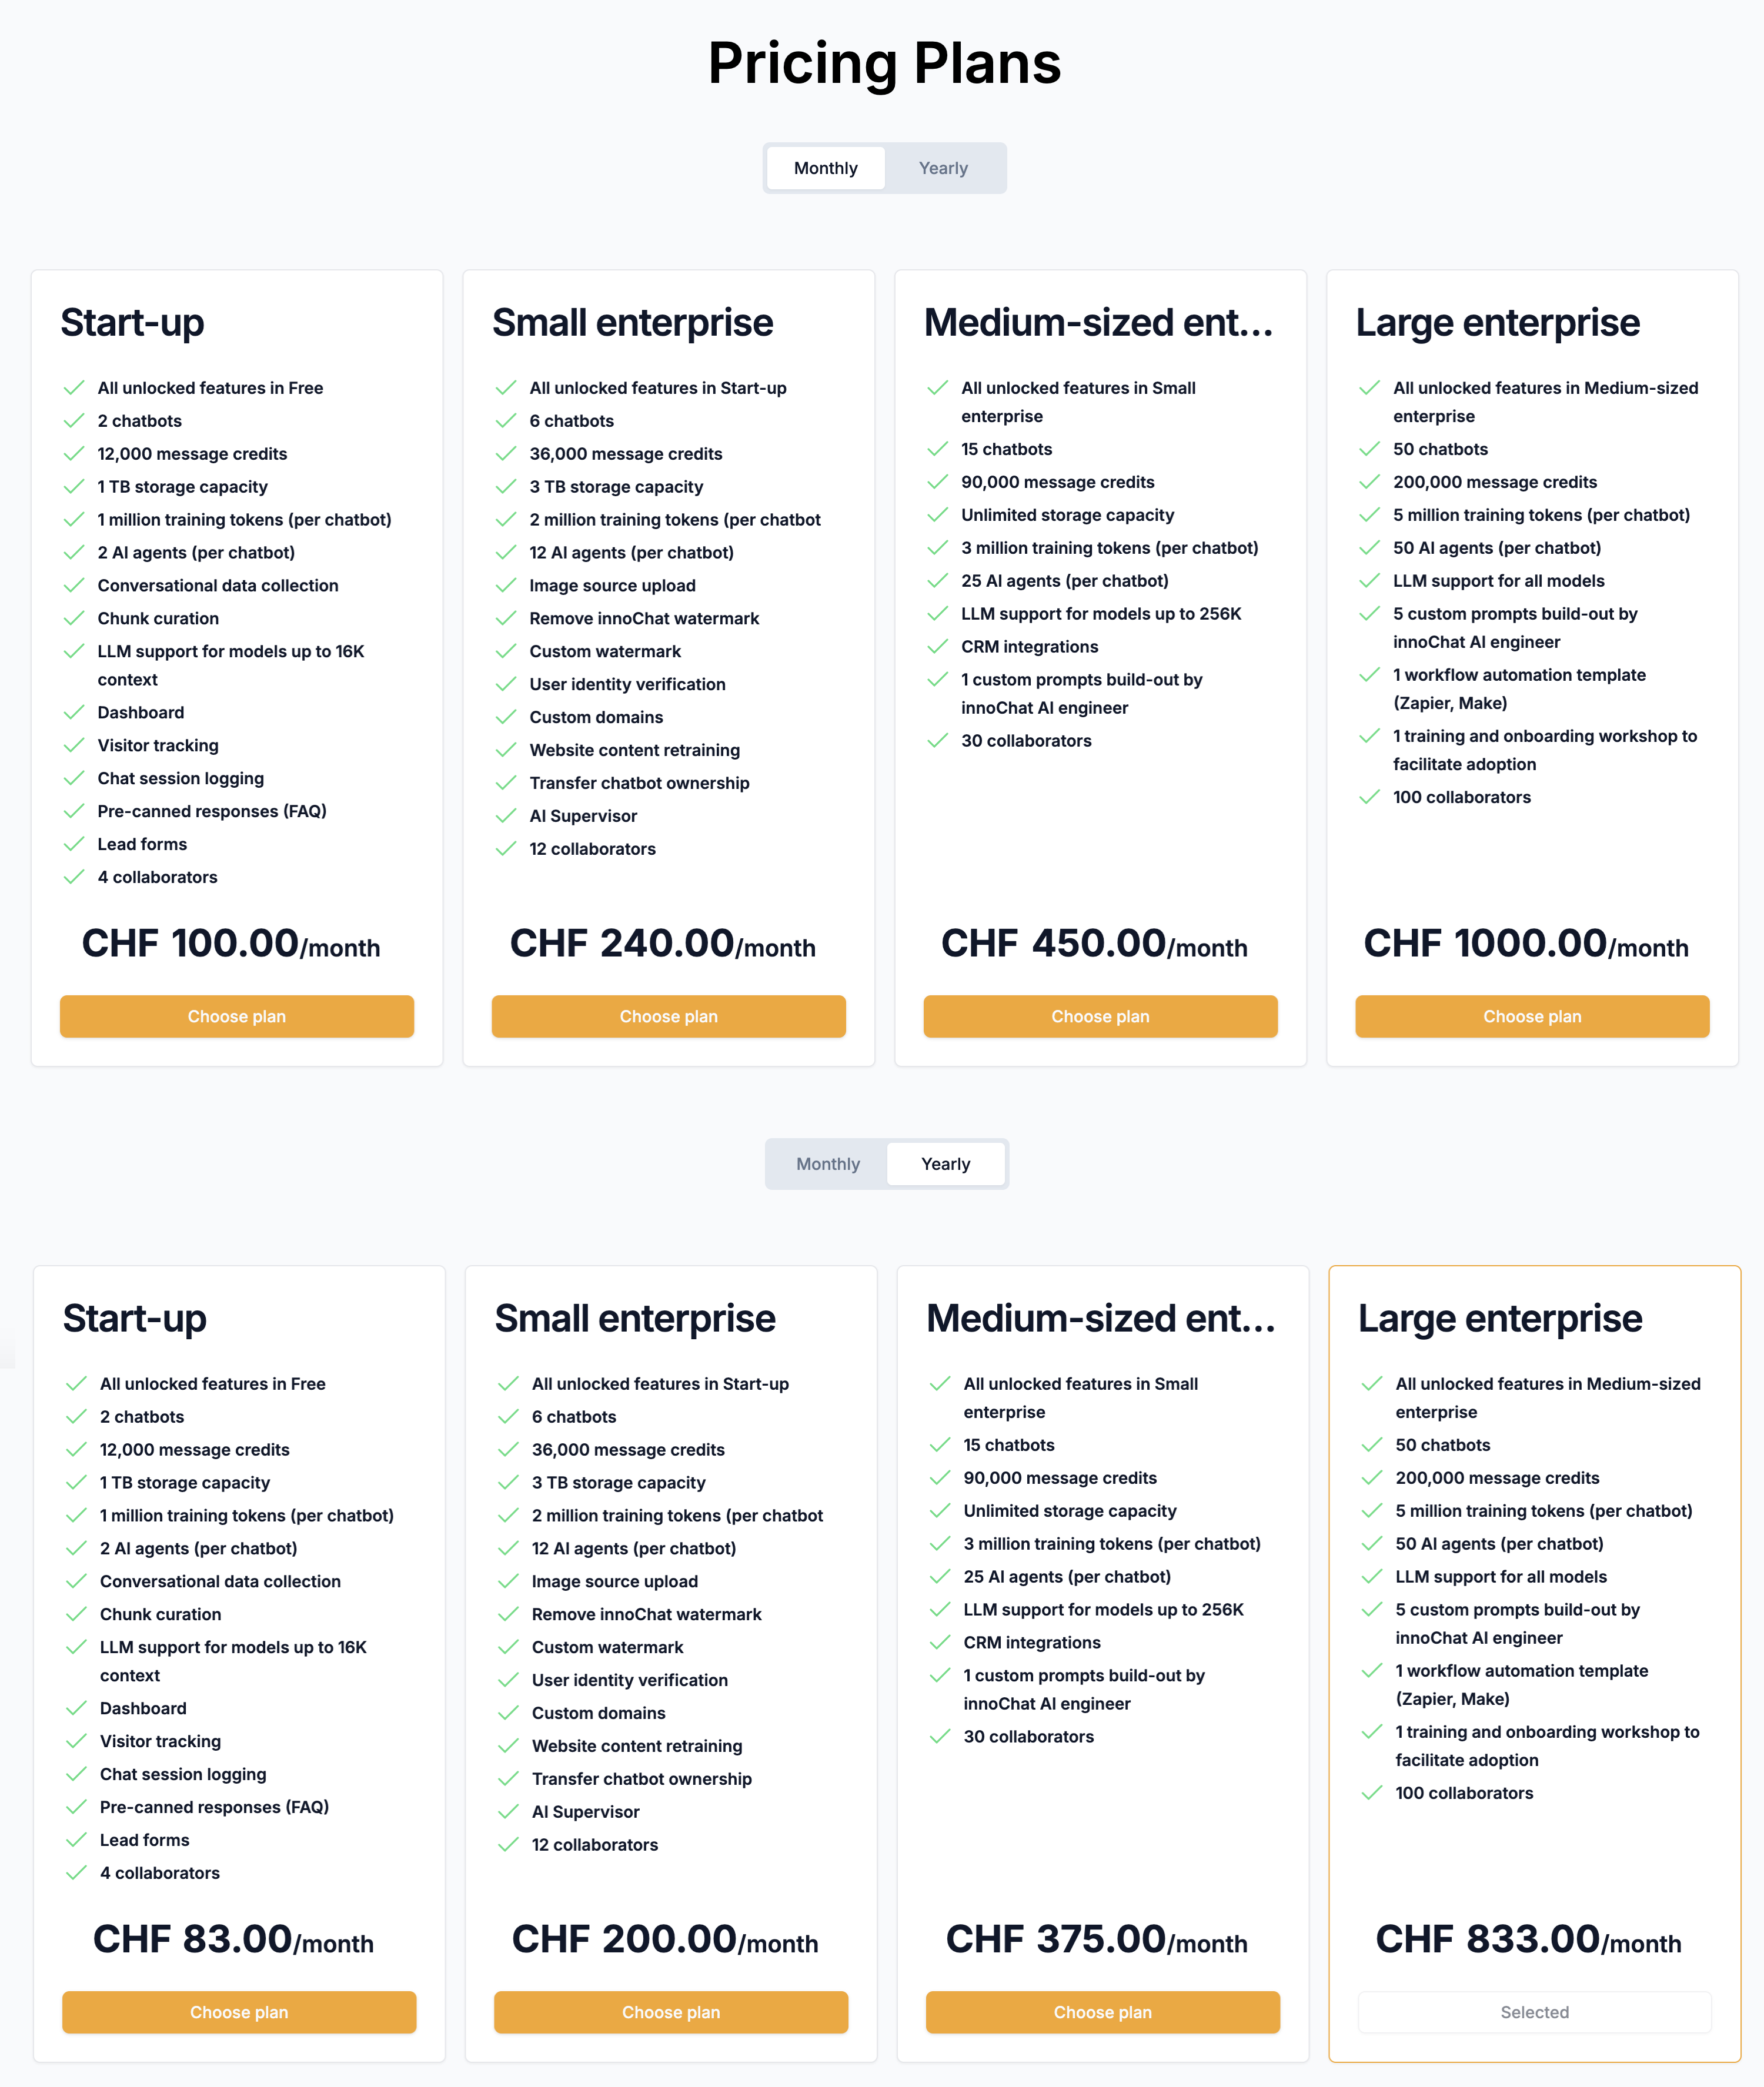 Pricing Plans
Monthly
Yearly
Start-up
All unlocked features in Free
2 chatbots
12,000 message credits
1 TB storage capacity
1 million training tokens (per chatbot)
2 AI agents (per chatbot)
Conversational data collection
Chunk curation
LLM support for models up to 16K
context
Dashboard
Visitor tracking
Chat session logging
Pre-canned responses (FAQ)
Lead forms
4 collaborators
CHF 100.00/month
Choose plan
Small enterprise
All unlocked features in Start-up
6 chatbots
36,000 message credits
3 TB storage capacity
2 million training tokens (per chatbot
12 AI agents (per chatbot)
Image source upload
Remove innoChat watermark
Custom watermark
User identity verification
Custom domains
Website content retraining
Transfer chatbot ownership
AI Supervisor
12 collaborators
CHF 240.00/month
Choose plan
Medium-sized ent...
All unlocked features in Small
enterprise
15 chatbots
90,000 message credits
Unlimited storage capacity
3 million training tokens (per chatbot)
25 AI agents (per chatbot)
LLM support for models up to 256K
CRM integrations
1 custom prompts build-out by
innoChat AI engineer
30 collaborators
CHF 450.00/month
Choose plan
Large enterprise
All unlocked features in Medium-sized
enterprise
50 chatbots
200,000 message credits
5 million training tokens (per chatbot)
50 AI agents (per chatbot)
LLM support for all models
5 custom prompts build-out by
innoChat AI engineer
1 workflow automation template
(Zapier, Make)
1 training and onboarding workshop to
facilitate adoption
100 collaborators
CHF 1000.00/month
Choose plan
Monthly
Yearly
Start-up
All unlocked features in Free
2 chatbots
12,000 message credits
1 TB storage capacity
1 million training tokens (per chatbot)
2 AI agents (per chatbot)
Conversational data collection
Chunk curation
LLM support for models up to 16K
context
Dashboard
Visitor tracking
Chat session logging
Pre-canned responses (FAQ)
Lead forms
4 collaborators
CHF 83.00/month
Choose plan
Small enterprise
All unlocked features in Start-up
6 chatbots
36,000 message credits
3 TB storage capacity
2 million training tokens (per chatbot
12 AI agents (per chatbot)
Image source upload
Remove innoChat watermark
Custom watermark
User identity verification
Custom domains
Website content retraining
Transfer chatbot ownership
AI Supervisor
12 collaborators
CHF 200.00/month
Choose plan
Medium-sized ent...
All unlocked features in Small
enterprise
15 chatbots
90,000 message credits
Unlimited storage capacity
3 million training tokens (per chatbot)
25 AI agents (per chatbot)
LLM support for models up to 256K
CRM integrations
1 custom prompts build-out by
innoChat AI engineer
30 collaborators
CHF 375.00/month
Choose plan
Large enterprise
All unlocked features in Medium-sized
enterprise
50 chatbots
200,000 message credits
5 million training tokens (per chatbot)
50 AI agents (per chatbot)
LLM support for all models
5 custom prompts build-out by
innoChat AI engineer
1 workflow automation template
(Zapier, Make)
1 training and onboarding workshop to
facilitate adoption
100 collaborators
CHF 833.00/month
Selected